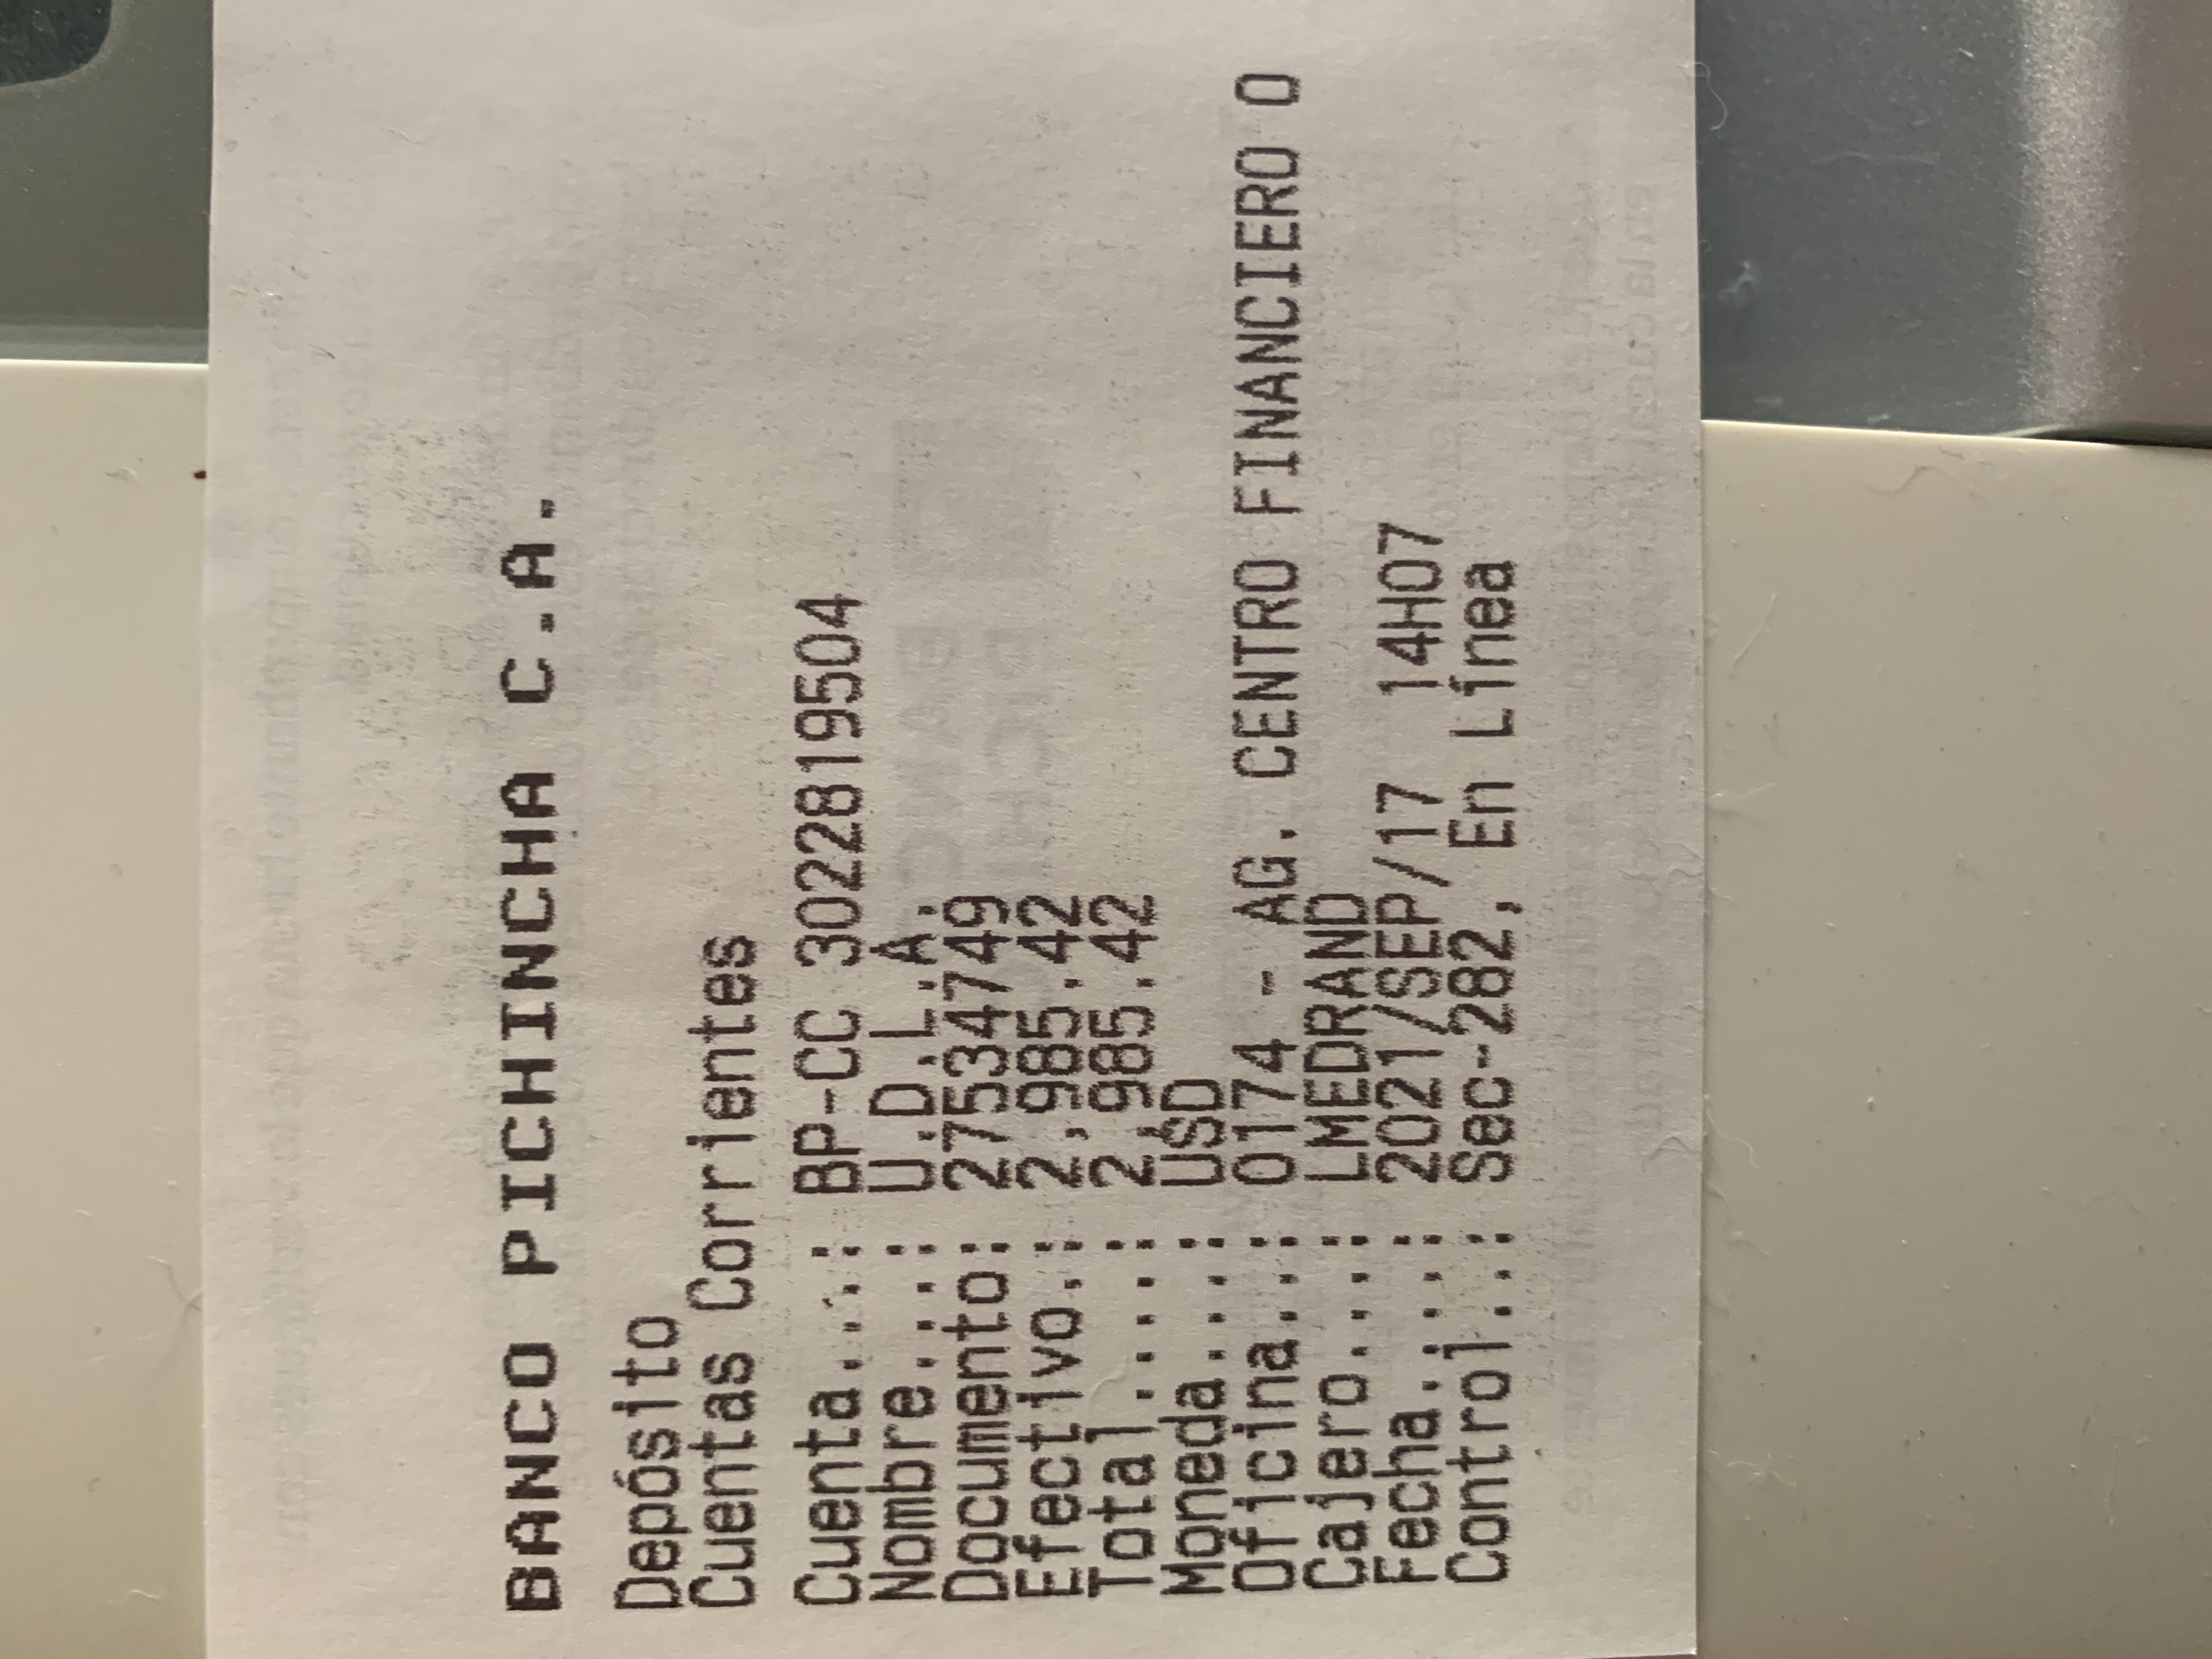 BANCO PICHINCHA C.A.
Depósito
Cuentas Corrientes
Cuenta....: BP-CC 3022819504
Nombre....: U.D.L.A.
Documento: 275344749
Efectivo.: 2.985.42
Total.....: 2.985.42
Moneda....: USD
Oficina...: 0174 - AG. CENTRO FINANCIERO O
Cajero....: LMEDRAND
Fecha.....: 2021/SEP/17 14H07
Control...: Sec-282, En Línea